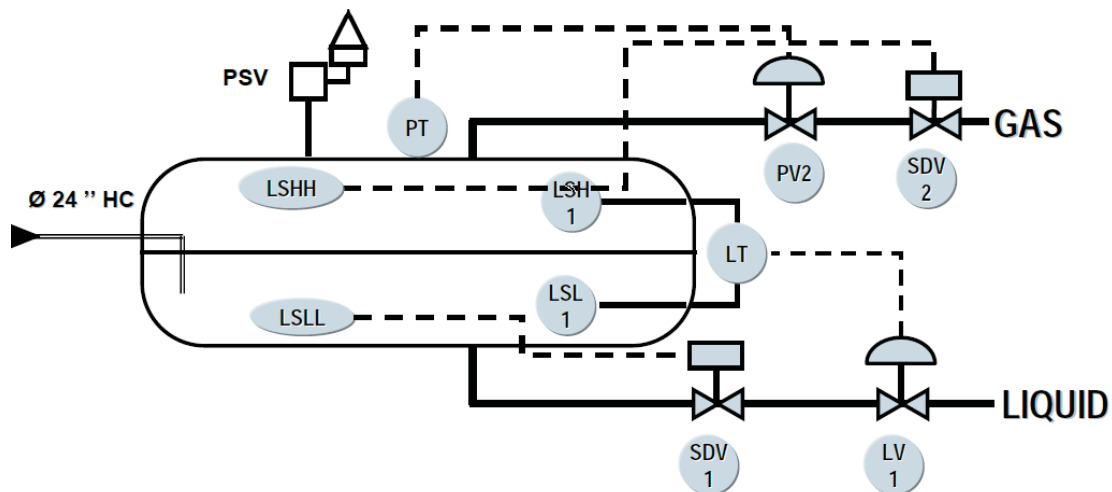 PSV
PT
GAS
PV2
SDV
2
LSHH
LSH
1
Ø 24 ’’ HC
LT
LSL
1
LSLL
LIQUID
SDV
1
LV
1